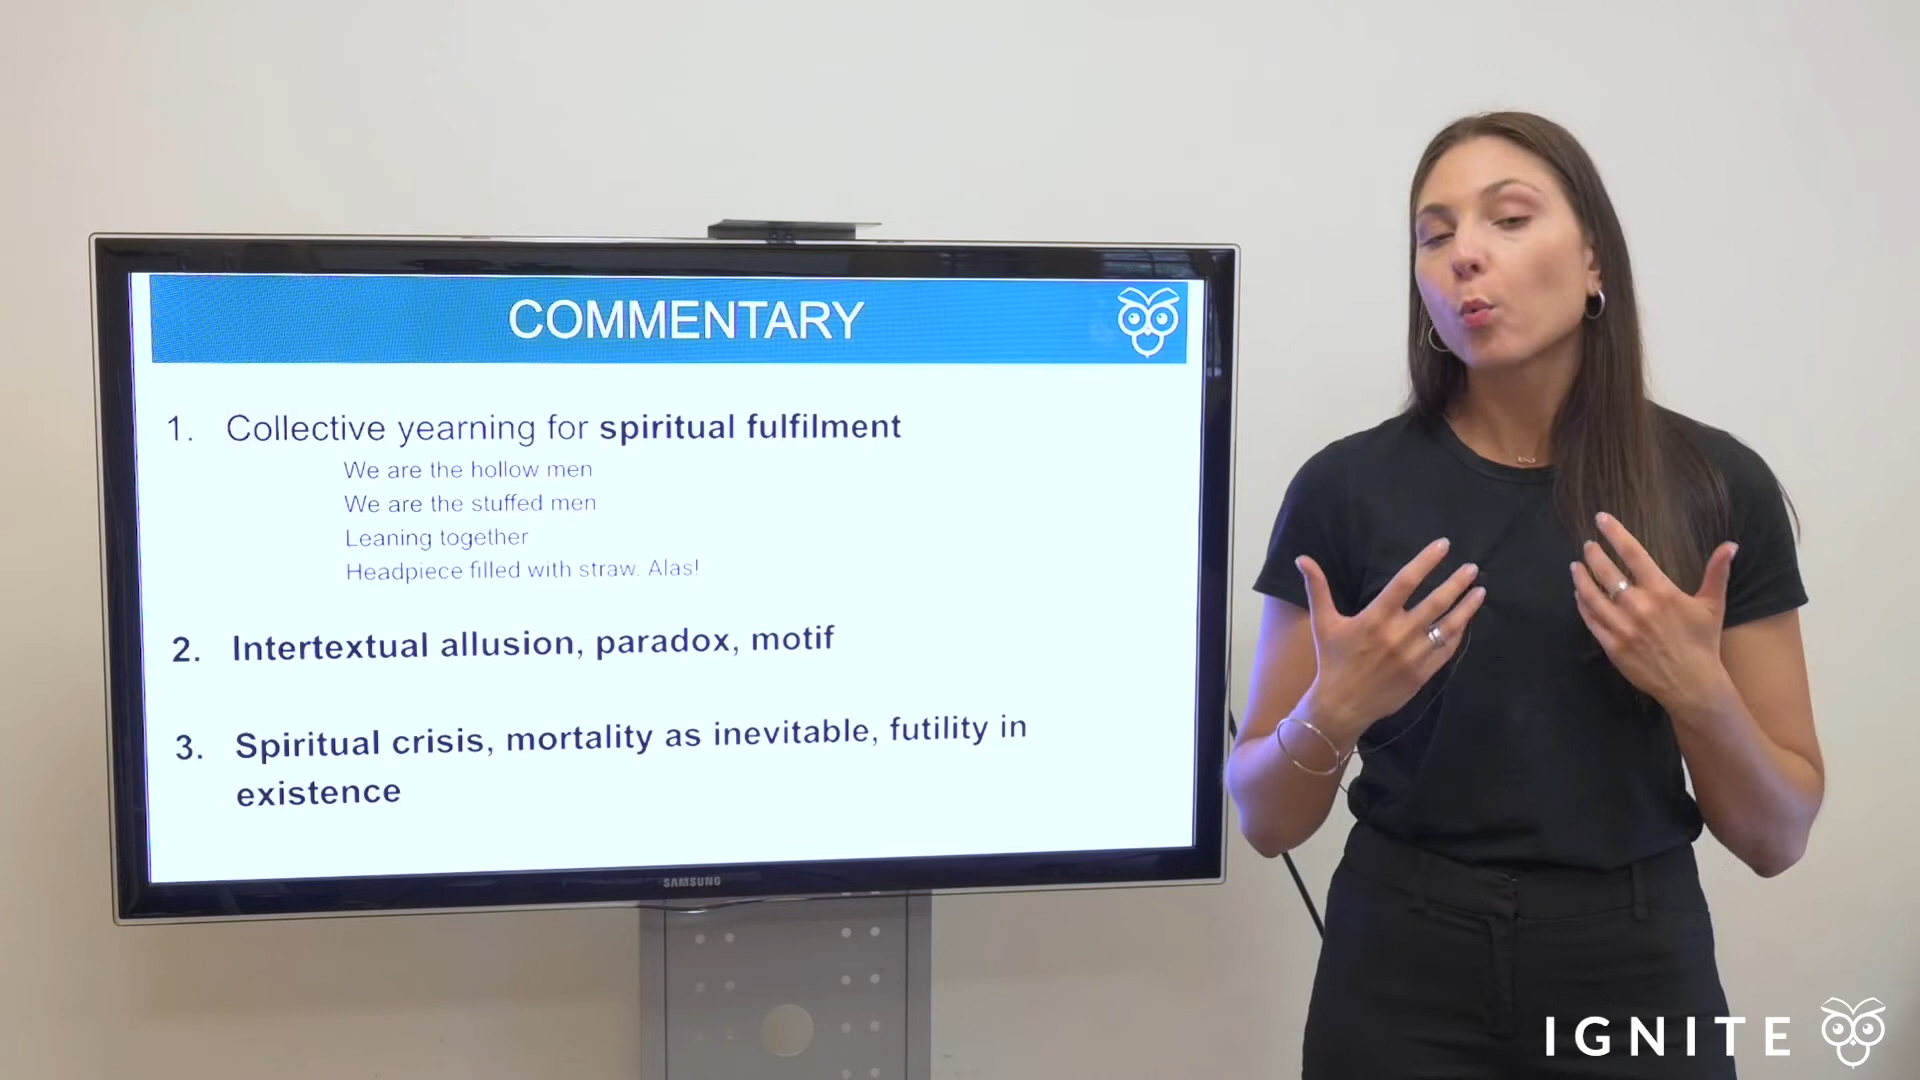 COMMENTARY
1. Collective yearning for spiritual fulfilment
We are the hollow men
We are the stuffed men
Leaning together
Headpiece filled with straw. Alas!
2. Intertextual allusion, paradox, motif
3. Spiritual crisis, mortality as inevitable, futility in
existence
SAMSUNG
IGNITE